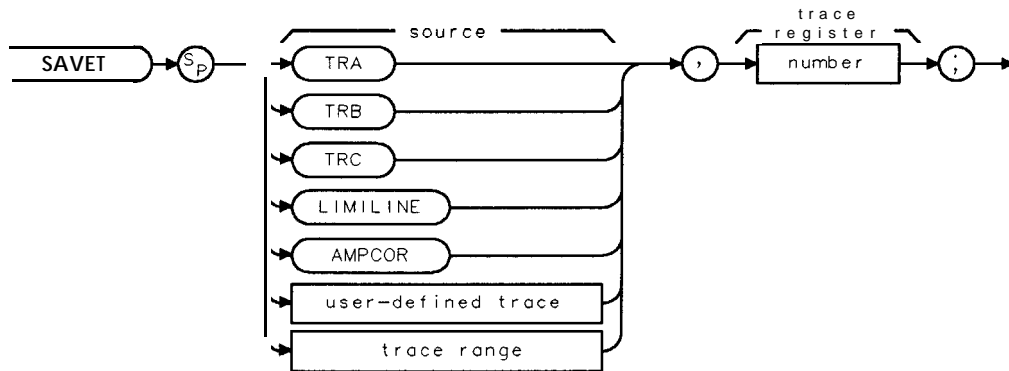 source
trace
register
SAVET
SP
TRA
,
number
;
TRB
TRC
LIMILINE
AMPCOR
user-defined trace
trace range